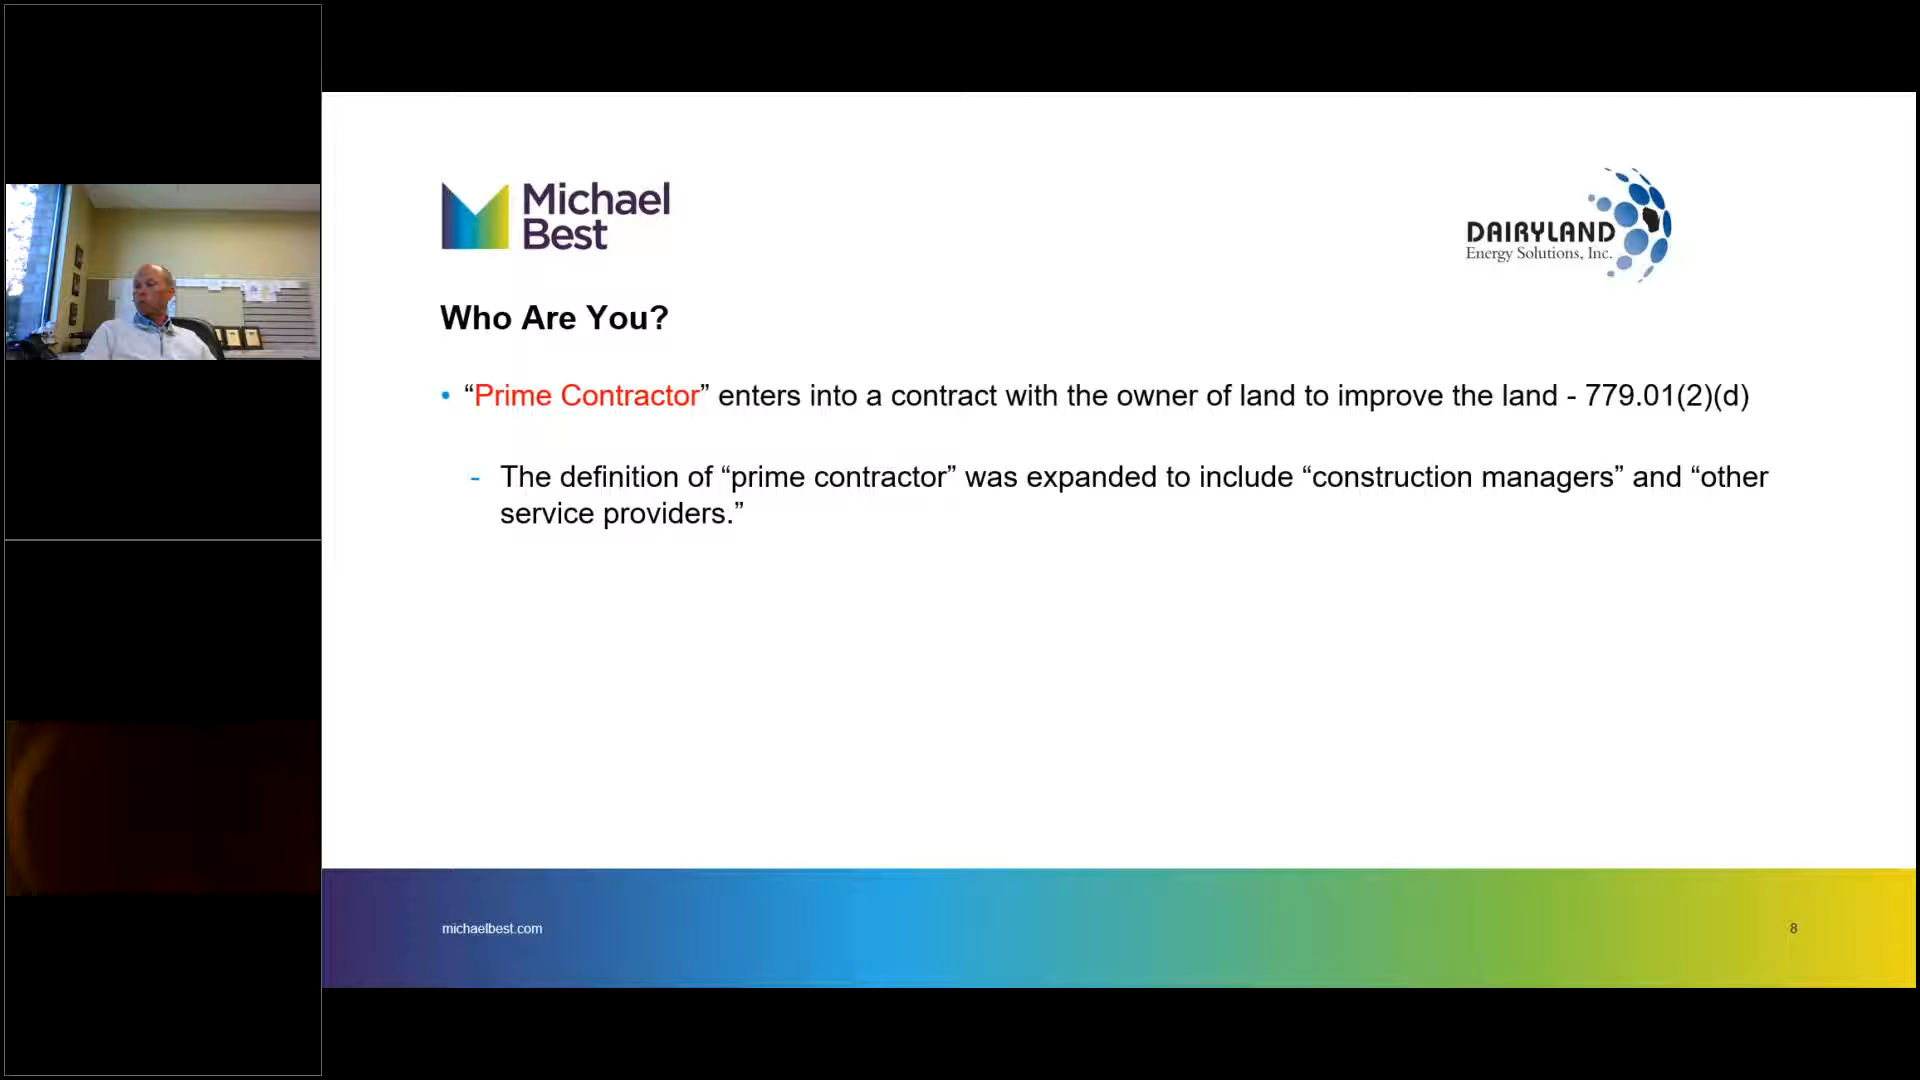 Michael
Best
DAIRYLAND
Energy Solutions, Inc.
Who Are You?
• “Prime Contractor” enters into a contract with the owner of land to improve the land - 779.01(2)(d)
- The definition of “prime contractor” was expanded to include “construction managers” and “other
service providers.”
michaelbest.com
8